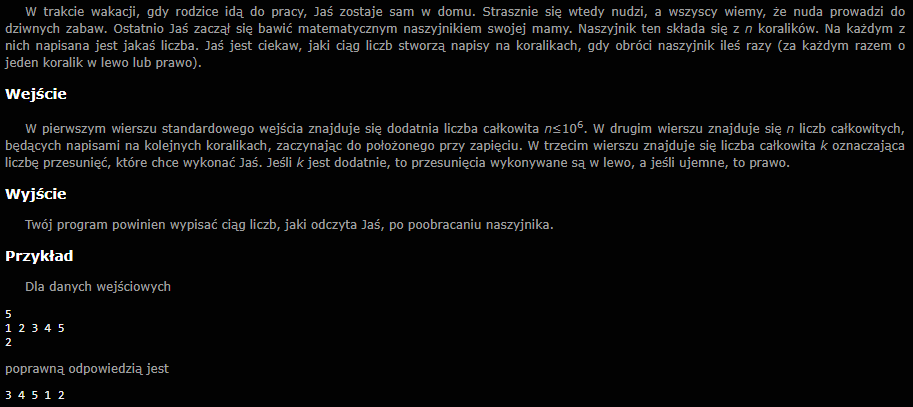 W trakcie wakacji, gdy rodzice idą do pracy, Jaś zostaje sam w domu. Strasznie się wtedy nudzi, a wszyscy wiemy, że nuda prowadzi do
dziwnych zabaw. Ostatnio Jaś zaczął się bawić matematycznym naszyjnikiem swojej mamy. Naszyjnik ten składa się z n koralików. Na każdym z
nich napisana jest jakaś liczba. Jaś jest ciekaw, jaki ciąg liczb stworzą napisy na koralikach, gdy obróci naszyjnik ileś razy (za każdym razem o
jeden koralik w lewo lub prawo).
Wejście
W pierwszym wierszu standardowego wejścia znajduje się dodatnia liczba całkowita n≤10⁶. W drugim wierszu znajduje się n liczb całkowitych,
będących napisami na kolejnych koralikach, zaczynając do położonego przy zapięciu. W trzecim wierszu znajduje się liczba całkowita k oznaczająca
liczbę przesunięć, które chce wykonać Jaś. Jeśli k jest dodatnie, to przesunięcia wykonywane są w lewo, a jeśli ujemne, to prawo.
Wyjście
Twój program powinien wypisać ciąg liczb, jaki odczyta Jaś, po poobracaniu naszyjnika.
Przykład
Dla danych wejściowych
5
1 2 3 4 5
2
poprawną odpowiedzią jest
3 4 5 1 2